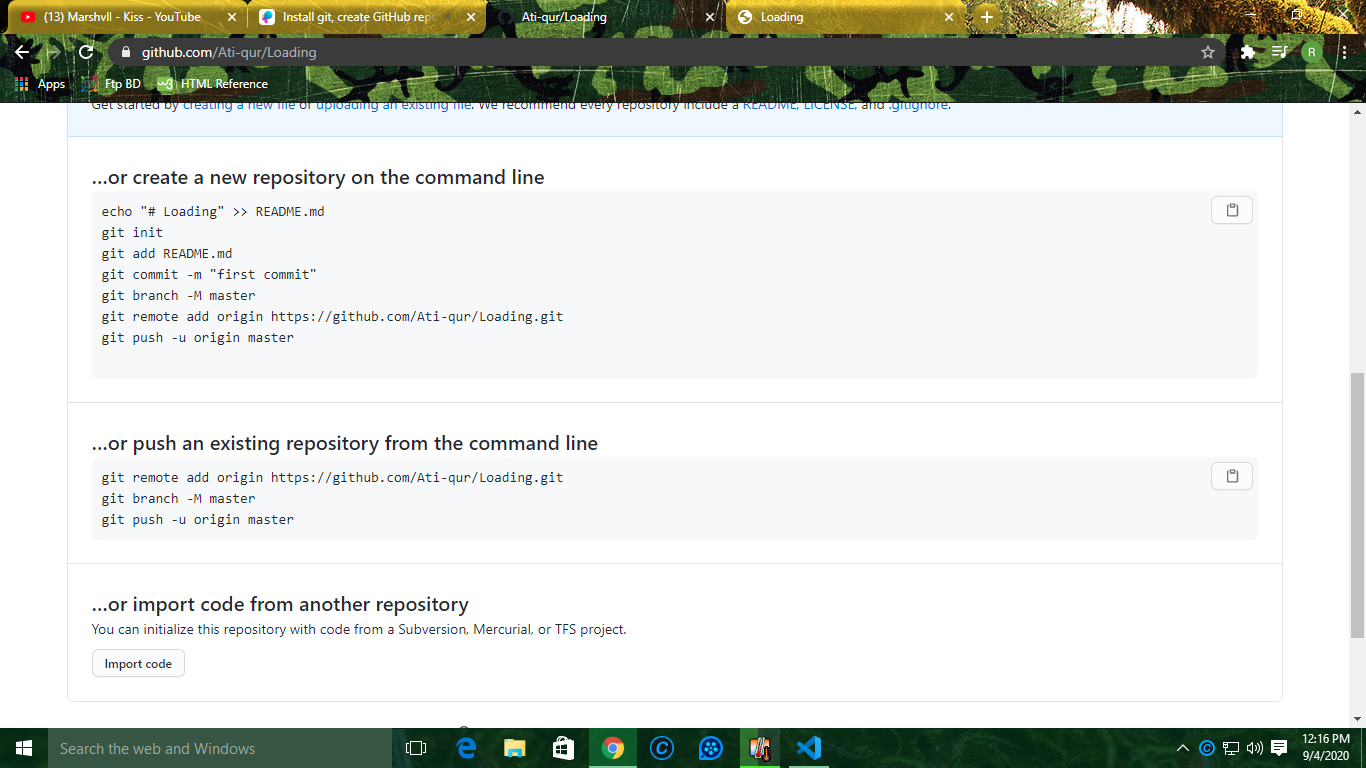 (13) Marshvll - Kiss - YouTube
Install git, create GitHub rep
Ati-qur/Loading
Loading
github.com/Ati-qur/Loading
R
Apps
Ftp BD
w3
HTML Reference
Get started by creating a new file or uploading an existing file. We recommend every repository include a README, LICENSE, and .gitignore.
…or create a new repository on the command line
echo "# Loading" >> README.md
git init
git add README.md
git commit -m "first commit"
git branch -M master
git remote add origin https://github.com/Ati-qur/Loading.git
git push -u origin master
…or push an existing repository from the command line
git remote add origin https://github.com/Ati-qur/Loading.git
git branch -M master
git push -u origin master
…or import code from another repository
You can initialize this repository with code from a Subversion, Mercurial, or TFS project.
Import code
Search the web and Windows
12:16 PM
9/4/2020